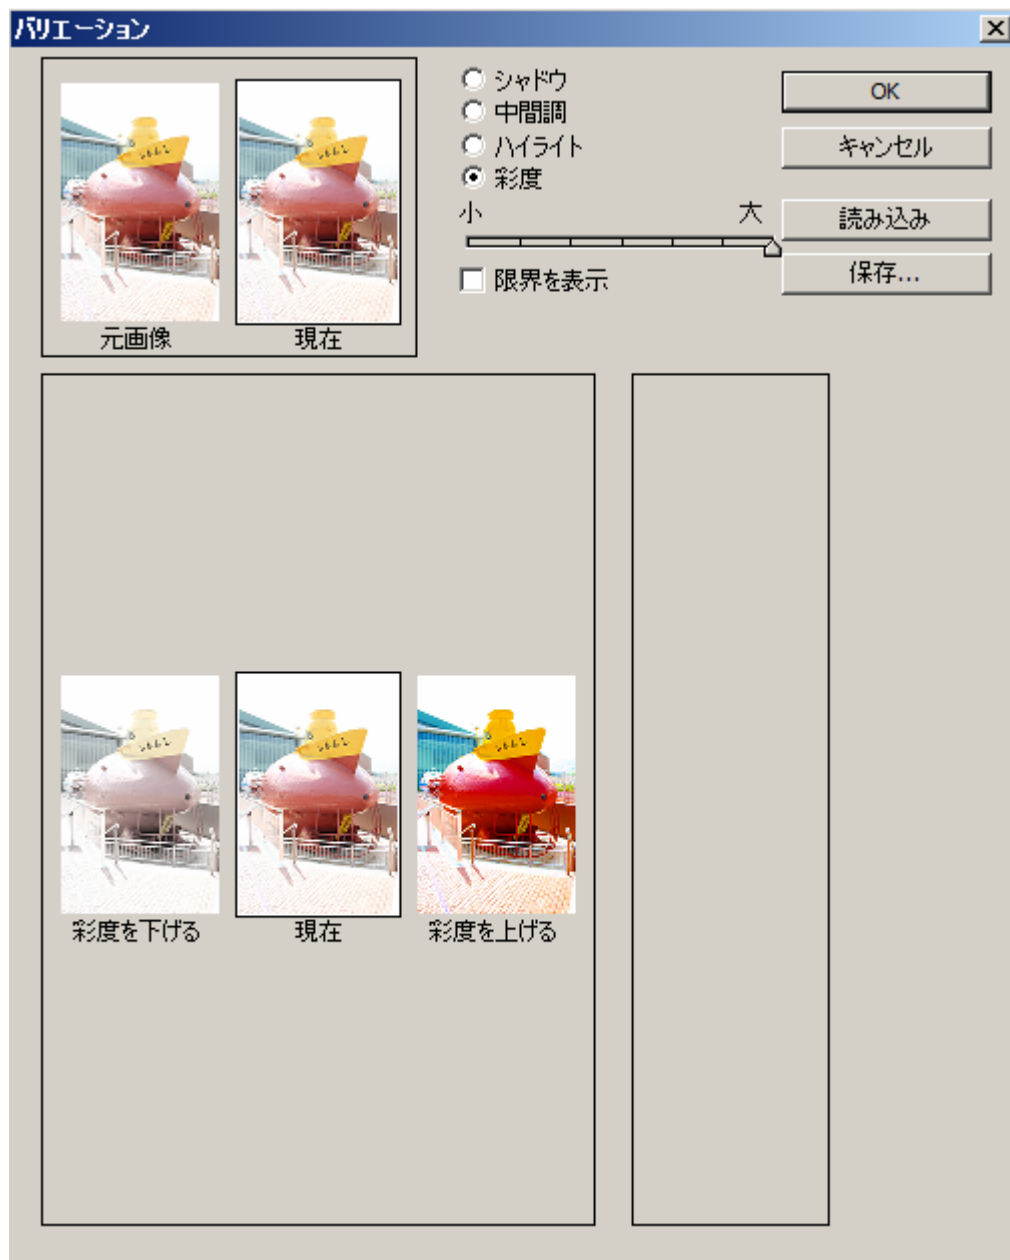 バリエーション
シャドウ
中間調
ハイライト
彩度
小 大
限界を表示
OK
キャンセル
読み込み
保存...
元画像 現在
彩度を下げる 現在 彩度を上げる